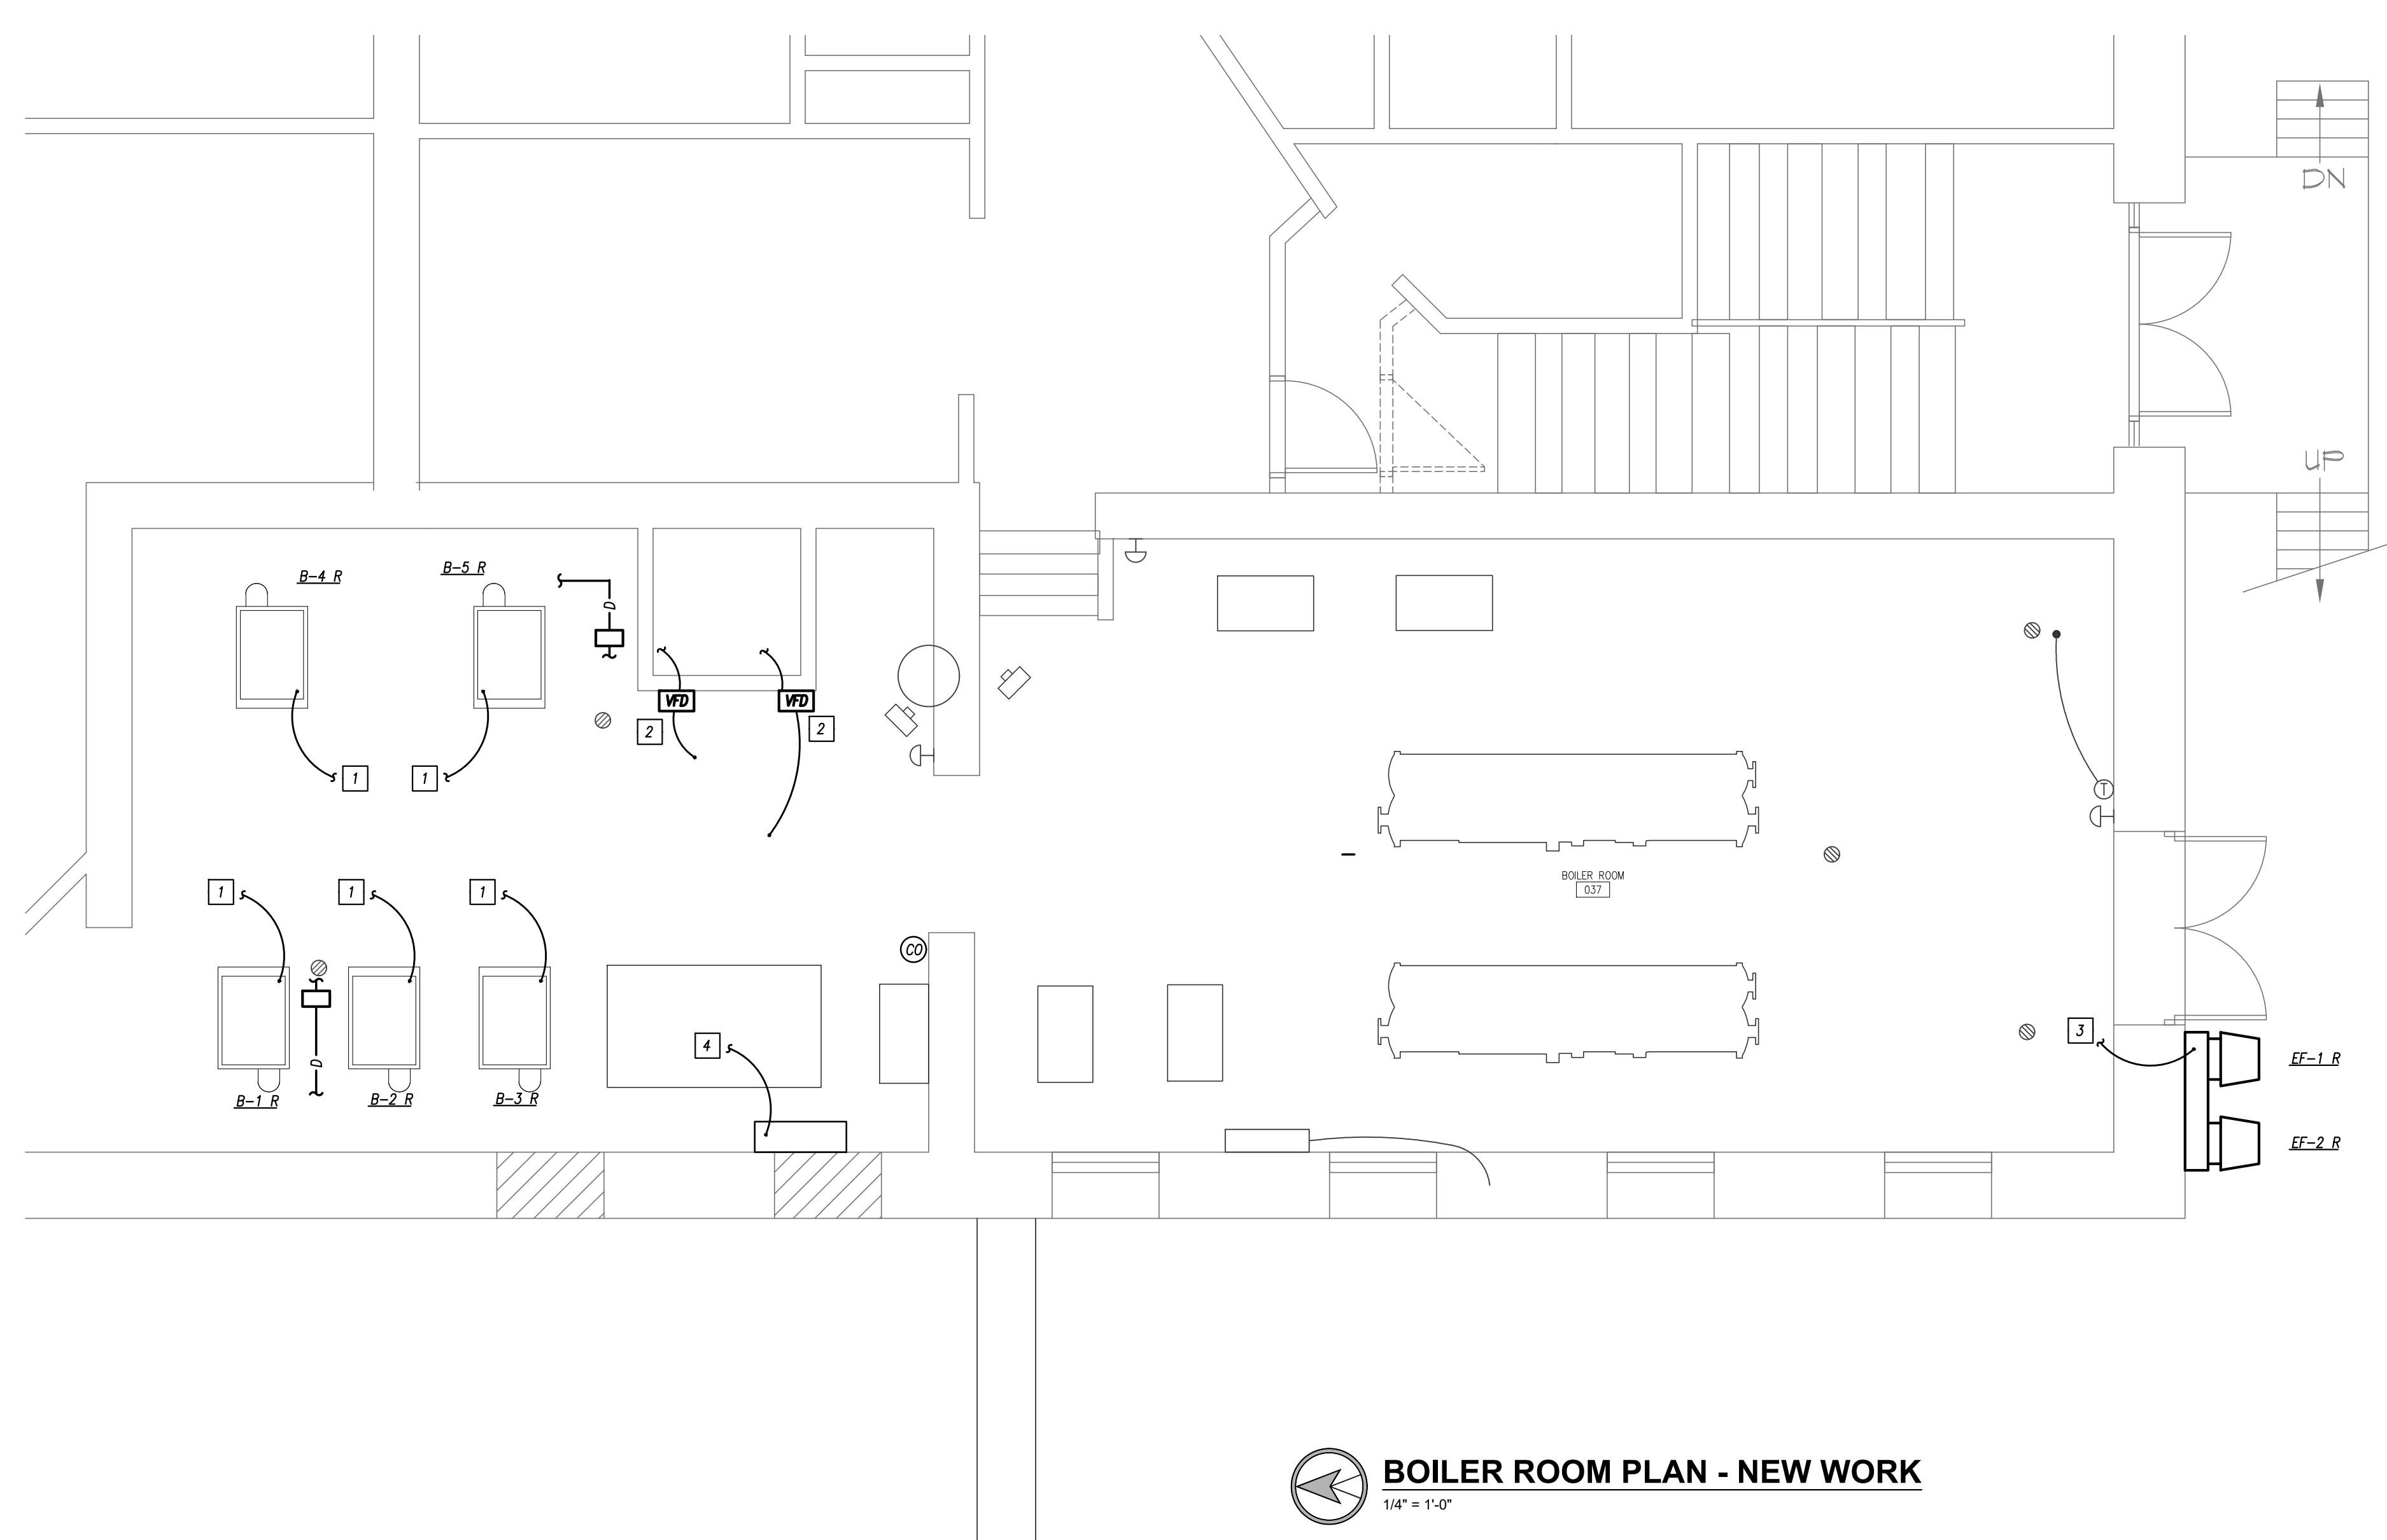 DN
UP
B-4 R
B-5 R
D
VFD
VFD
2
2
1
1
T
BOILER ROOM
037
1
1
1
CO
3
4
D
EF-1 R
B-1 R
B-2 R
B-3 R
EF-2 R
BOILER ROOM PLAN - NEW WORK
1/4" = 1'-0"